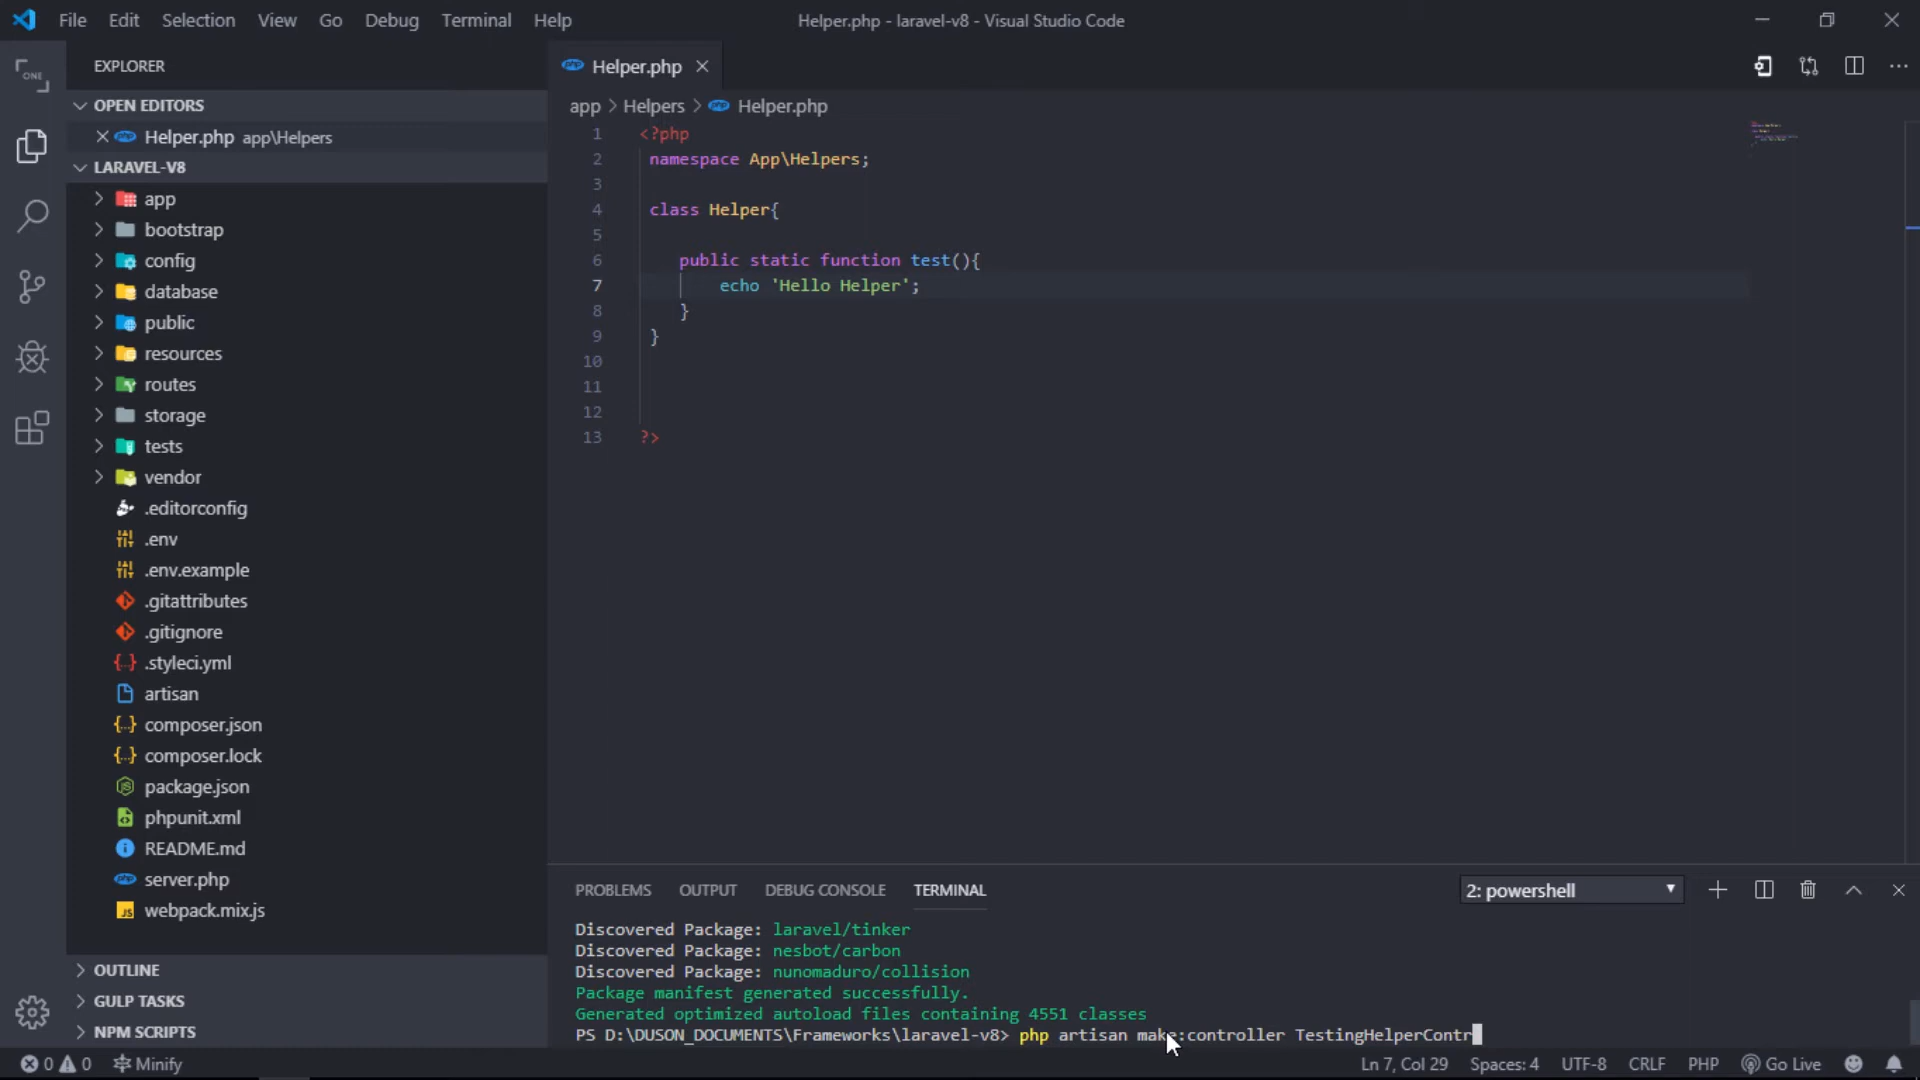 File Edit Selection View Go Debug Terminal Help
Helper.php - laravel-v8 - Visual Studio Code
ONE
EXPLORER
OPEN EDITORS
Helper.php app\Helpers
LARAVEL-V8
app
bootstrap
config
database
public
resources
routes
storage
tests
vendor
.editorconfig
.env
.env.example
.gitattributes
.gitignore
.styleci.yml
artisan
composer.json
composer.lock
package.json
phpunit.xml
README.md
server.php
webpack.mix.js
OUTLINE
GULP TASKS
NPM SCRIPTS
Helper.php
app > Helpers > Helper.php
1 <?php
2 namespace App\Helpers;
3
4 class Helper{
5
6 public static function test(){
7 echo 'Hello Helper';
8 }
9 }
10
11
12
13 ?>
PROBLEMS OUTPUT DEBUG CONSOLE TERMINAL
2: powershell
Discovered Package: laravel/tinker
Discovered Package: nesbot/carbon
Discovered Package: nunomaduro/collision
Package manifest generated successfully.
Generated optimized autoload files containing 4551 classes
PS D:\DUSON_DOCUMENTS\Frameworks\laravel-v8> php artisan make:controller TestingHelperContr
0 0 Minify
Ln 7, Col 29 Spaces: 4 UTF-8 CRLF PHP Go Live